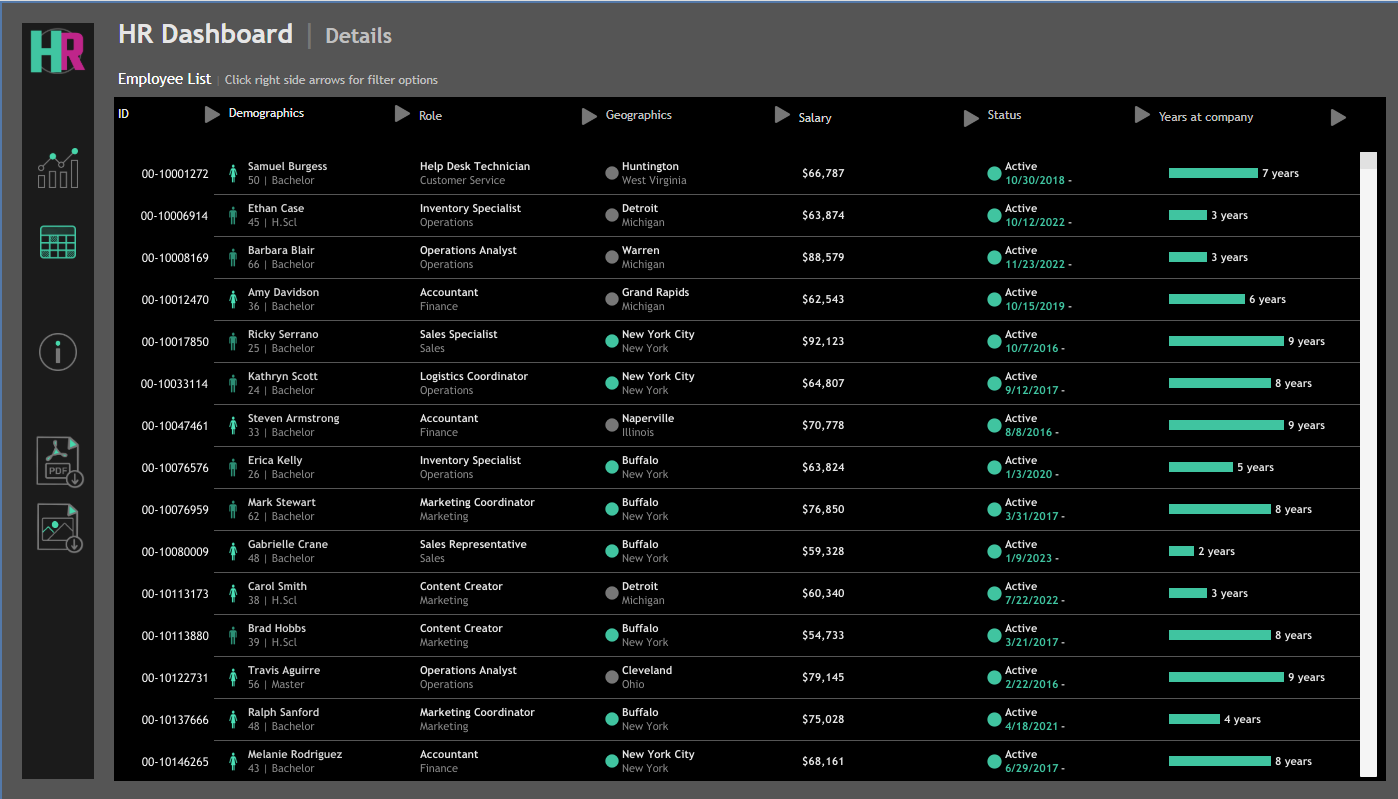 HR
HR Dashboard | Details
Employee List | Click right side arrows for filter options
ID Demographics Role Geographics Salary Status Years at company
00-10001272 Samuel Burgess Help Desk Technician Huntington $66,787 Active 7 years
50 | Bachelor Customer Service West Virginia 10/30/2018 -
00-10006914 Ethan Case Inventory Specialist Detroit $63,874 Active 3 years
45 | H.Scl Operations Michigan 10/12/2022 -
00-10008169 Barbara Blair Operations Analyst Warren $88,579 Active 3 years
66 | Bachelor Operations Michigan 11/23/2022 -
00-10012470 Amy Davidson Accountant Grand Rapids $62,543 Active 6 years
36 | Bachelor Finance Michigan 10/15/2019 -
00-10017850 Ricky Serrano Sales Specialist New York City $92,123 Active 9 years
25 | Bachelor Sales New York 10/7/2016 -
00-10033114 Kathryn Scott Logistics Coordinator New York City $64,807 Active 8 years
24 | Bachelor Operations New York 9/12/2017 -
00-10047461 Steven Armstrong Accountant Naperville $70,778 Active 9 years
33 | Bachelor Finance Illinois 8/8/2016 -
00-10076576 Erica Kelly Inventory Specialist Buffalo $63,824 Active 5 years
26 | Bachelor Operations New York 1/3/2020 -
00-10076959 Mark Stewart Marketing Coordinator Buffalo $76,850 Active 8 years
62 | Bachelor Marketing New York 3/31/2017 -
00-10080009 Gabrielle Crane Sales Representative Buffalo $59,328 Active 2 years
48 | Bachelor Sales New York 1/9/2023 -
00-10113173 Carol Smith Content Creator Detroit $60,340 Active 3 years
38 | H.Scl Marketing Michigan 7/22/2022 -
00-10113880 Brad Hobbs Content Creator Buffalo $54,733 Active 8 years
39 | H.Scl Marketing New York 3/21/2017 -
00-10122731 Travis Aguirre Operations Analyst Cleveland $79,145 Active 9 years
56 | Master Operations Ohio 2/22/2016 -
00-10137666 Ralph Sanford Marketing Coordinator Buffalo $75,028 Active 4 years
48 | Bachelor Marketing New York 4/18/2021 -
00-10146265 Melanie Rodriguez Accountant New York City $68,161 Active 8 years
43 | Bachelor Finance New York 6/29/2017 -
PDF